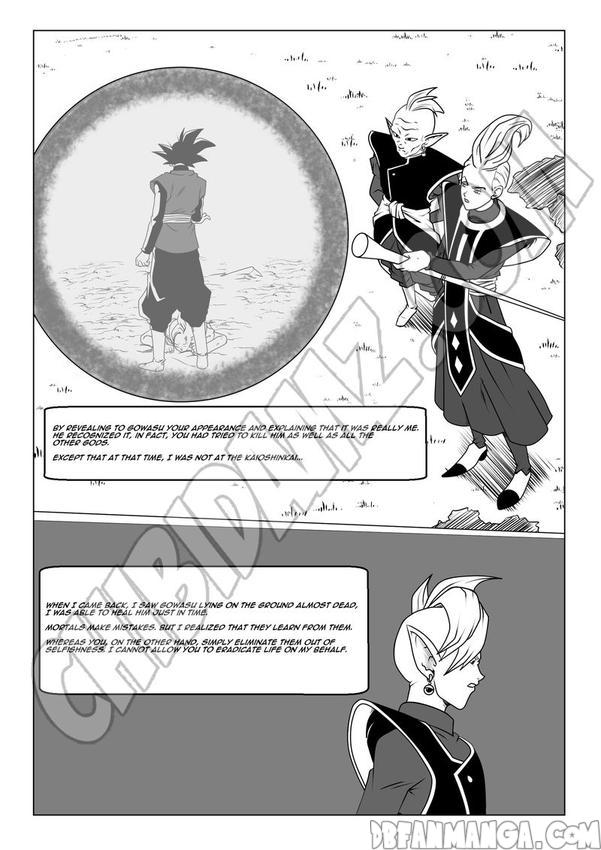 BY REVEALING TO GOWASU YOUR APPEARANCE AND EXPLAINING THAT IT WAS REALLY ME.
HE RECOGNIZED IT, IN FACT, YOU HAD TRIED TO KILL HIM AS WELL AS ALL THE
OTHER GODS.
EXCEPT THAT AT THAT TIME, I WAS NOT AT THE KAIOSHINKAI...
WHEN I CAME BACK, I SAW GOWASU LYING ON THE GROUND ALMOST DEAD,
I WAS ABLE TO HEAL HIM JUST IN TIME.
MORTALS MAKE MISTAKES. BUT I REALIZED THAT THEY LEARN FROM THEM.
WHEREAS YOU, ON THE OTHER HAND, SIMPLY ELIMINATE THEM OUT OF
SELFISHNESS. I CANNOT ALLOW YOU TO ERADICATE LIFE ON MY BEHALF.
CHIBIDAMZ.COM
DBFANMANGA.COM